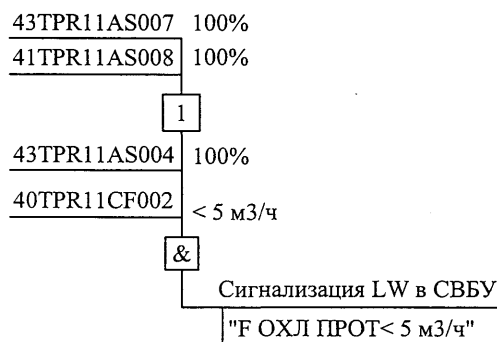 43TPR11AS007 100%
41TPR11AS008 100%
1
43TPR11AS004 100%
40TPR11CF002
< 5 м3/ч
&
Сигнализация LW в СВБУ
"F ОХЛ ПРОТ< 5 м3/ч"